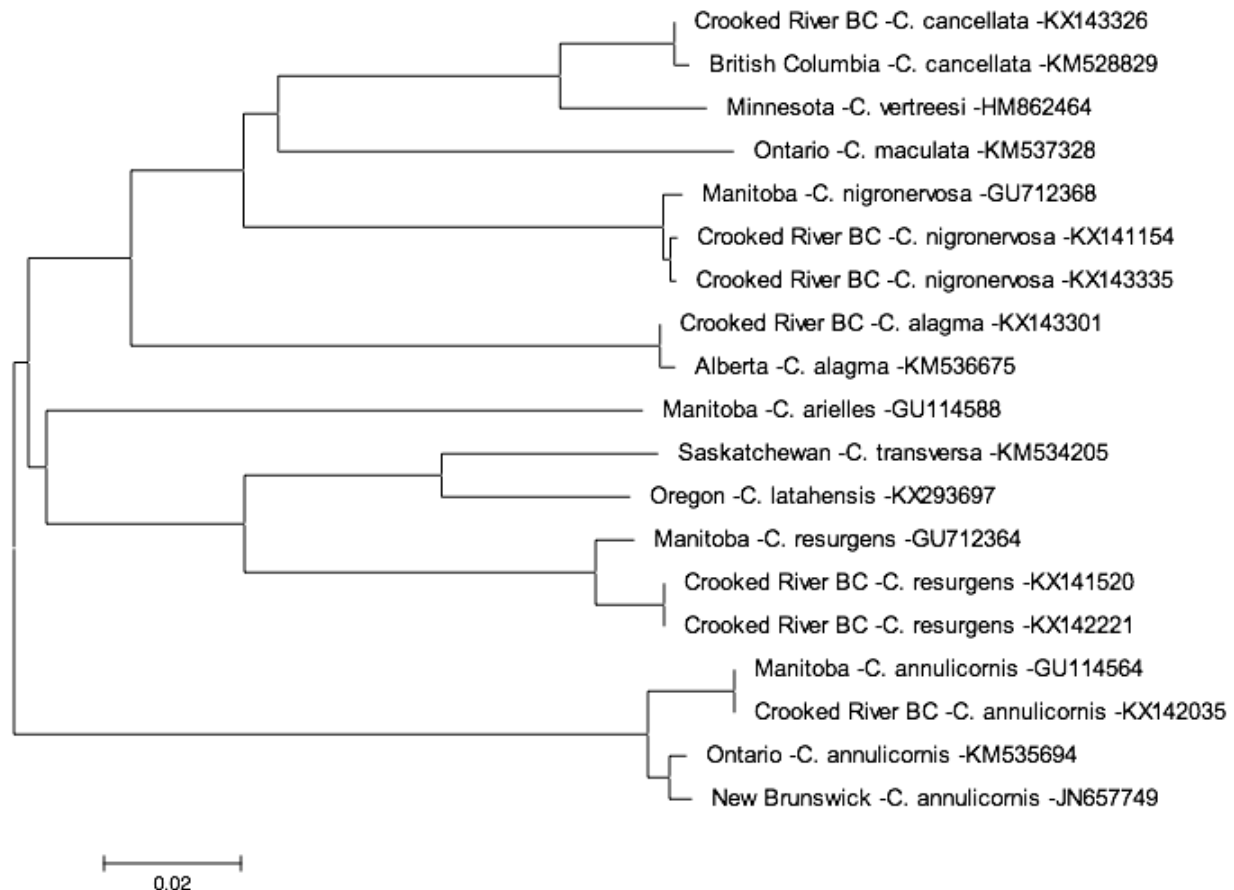 Crooked River BC -C. cancellata -KX143326
British Columbia -C. cancellata -KM528829
Minnesota -C. vertreesi -HM862464
Ontario -C. maculata -KM537328
Manitoba -C. nigronervosa -GU712368
Crooked River BC -C. nigronervosa -KX141154
Crooked River BC -C. nigronervosa -KX143335
Crooked River BC -C. alagma -KX143301
Alberta -C. alagma -KM536675
Manitoba -C. arielles -GU114588
Saskatchewan -C. transversa -KM534205
Oregon -C. latahensis -KX293697
Manitoba -C. resurgens -GU712364
Crooked River BC -C. resurgens -KX141520
Crooked River BC -C. resurgens -KX142221
Manitoba -C. annulicornis -GU114564
Crooked River BC -C. annulicornis -KX142035
Ontario -C. annulicornis -KM535694
New Brunswick -C. annulicornis -JN657749
0.02